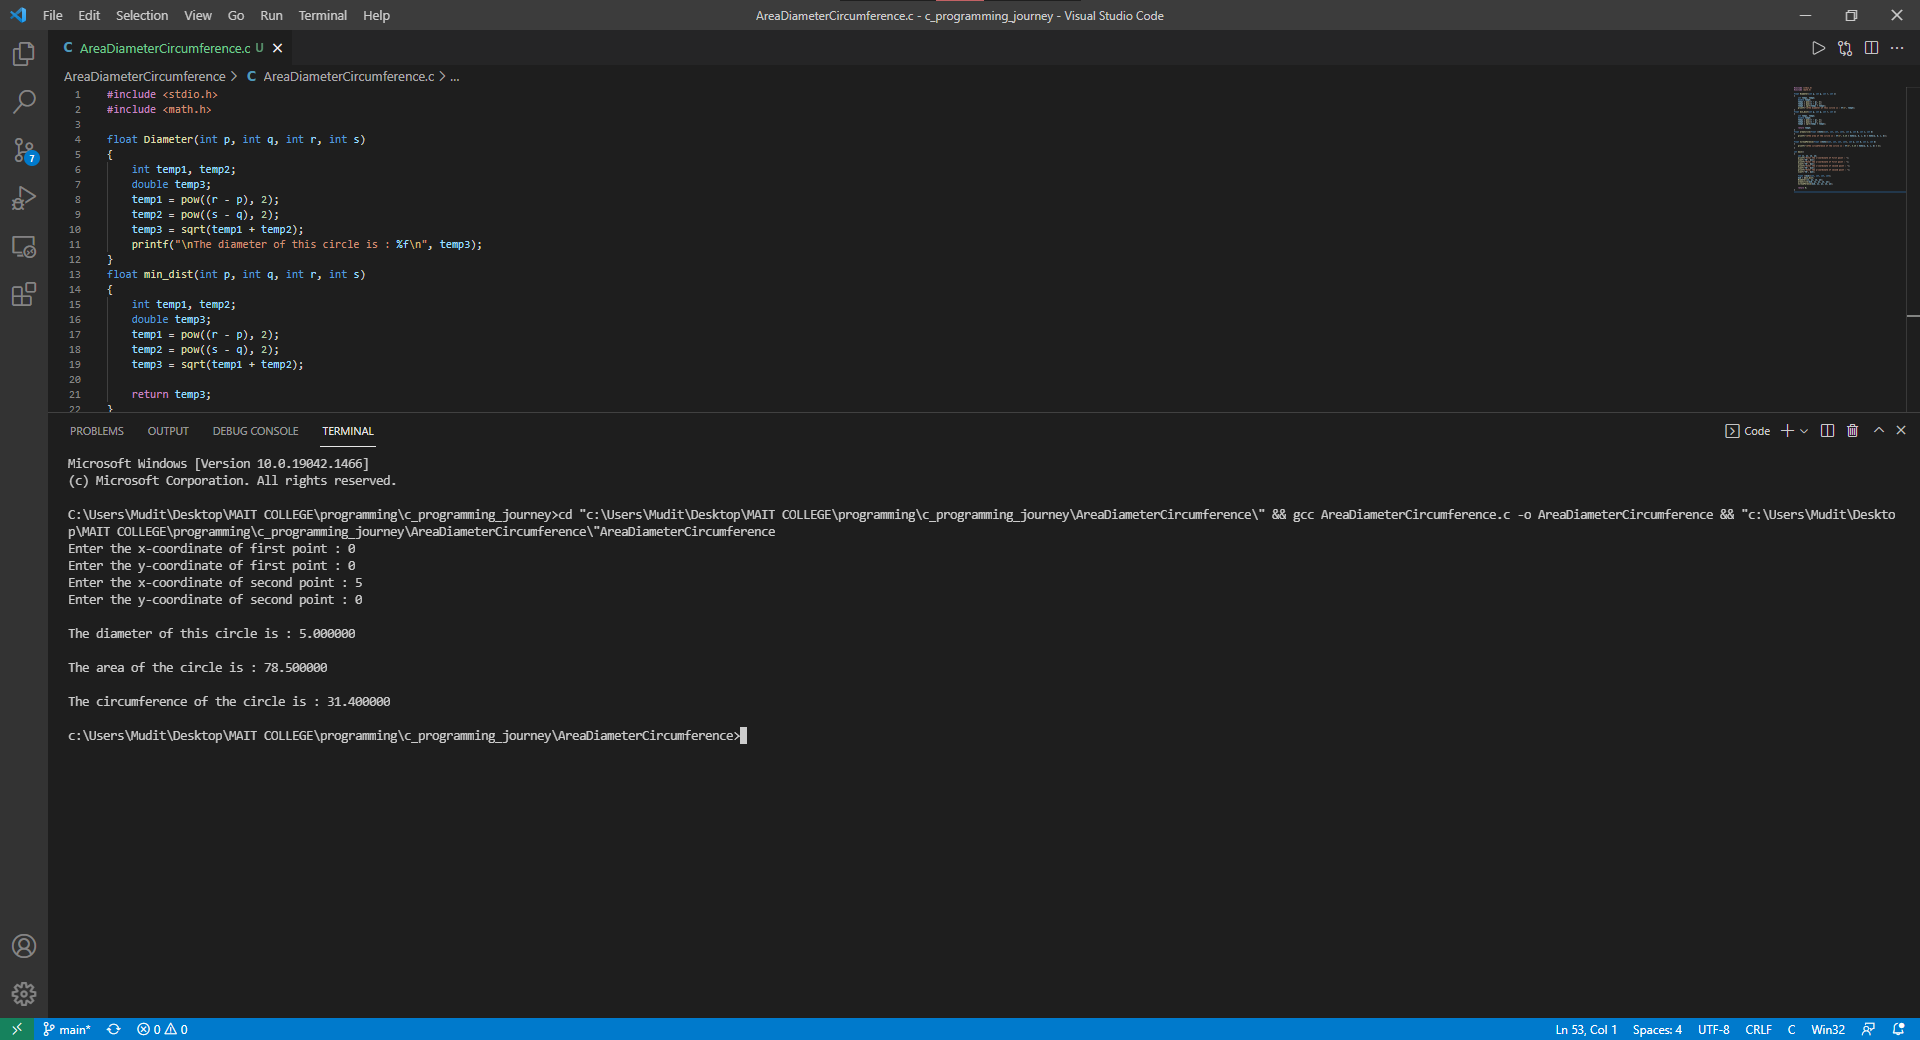 File Edit Selection View Go Run Terminal Help
AreaDiameterCircumference.c - c_programming_journey - Visual Studio Code
C AreaDiameterCircumference.c U
AreaDiameterCircumference > C AreaDiameterCircumference.c > ...
1 #include <stdio.h>
2 #include <math.h>
3
4 float Diameter(int p, int q, int r, int s)
5 {
6 int temp1, temp2;
7 double temp3;
8 temp1 = pow((r - p), 2);
9 temp2 = pow((s - q), 2);
10 temp3 = sqrt(temp1 + temp2);
11 printf("\nThe diameter of this circle is : %f\n", temp3);
12 }
13 float min_dist(int p, int q, int r, int s)
14 {
15 int temp1, temp2;
16 double temp3;
17 temp1 = pow((r - p), 2);
18 temp2 = pow((s - q), 2);
19 temp3 = sqrt(temp1 + temp2);
20
21 return temp3;
22 }
7
PROBLEMS OUTPUT DEBUG CONSOLE TERMINAL
Code
Microsoft Windows [Version 10.0.19042.1466]
(c) Microsoft Corporation. All rights reserved.
C:\Users\Mudit\Desktop\MAIT COLLEGE\programming\c_programming_journey>cd "c:\Users\Mudit\Desktop\MAIT COLLEGE\programming\c_programming_journey\AreaDiameterCircumference\" && gcc AreaDiameterCircumference.c -o AreaDiameterCircumference && "c:\Users\Mudit\Deskto
p\MAIT COLLEGE\programming\c_programming_journey\AreaDiameterCircumference\"AreaDiameterCircumference
Enter the x-coordinate of first point : 0
Enter the y-coordinate of first point : 0
Enter the x-coordinate of second point : 5
Enter the y-coordinate of second point : 0
The diameter of this circle is : 5.000000
The area of the circle is : 78.500000
The circumference of the circle is : 31.400000
c:\Users\Mudit\Desktop\MAIT COLLEGE\programming\c_programming_journey\AreaDiameterCircumference>
main* 0 0
Ln 53, Col 1 Spaces: 4 UTF-8 CRLF C Win32